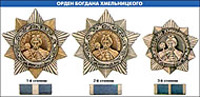 ОРДЕН БОГДАНА ХМЕЛЬНИЦКОГО
1-й степени
2-й степени
3-й степени